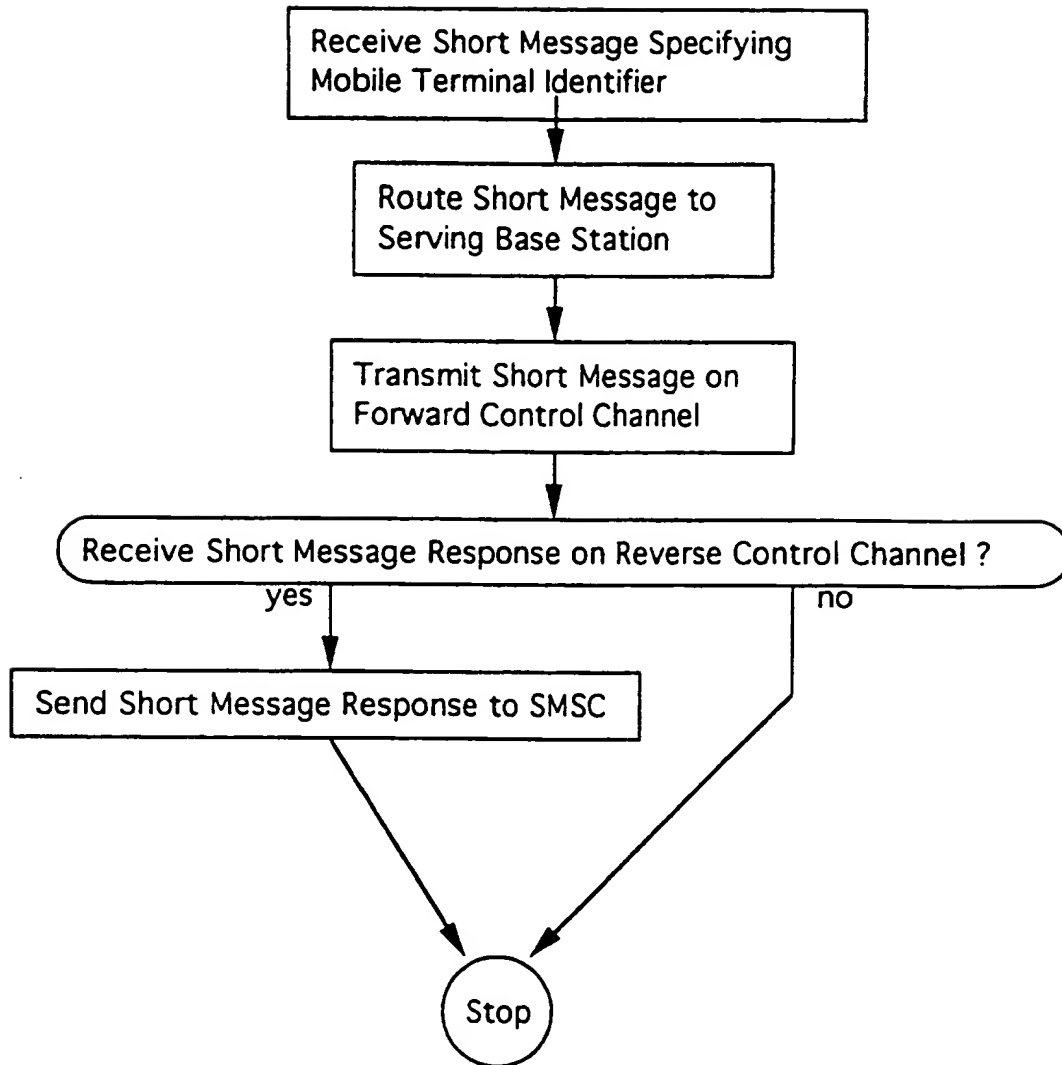 Receive Short Message Specifying
Mobile Terminal Identifier
Route Short Message to
Serving Base Station
Transmit Short Message on
Forward Control Channel
Receive Short Message Response on Reverse Control Channel ?
yes
no
Send Short Message Response to SMSC
Stop